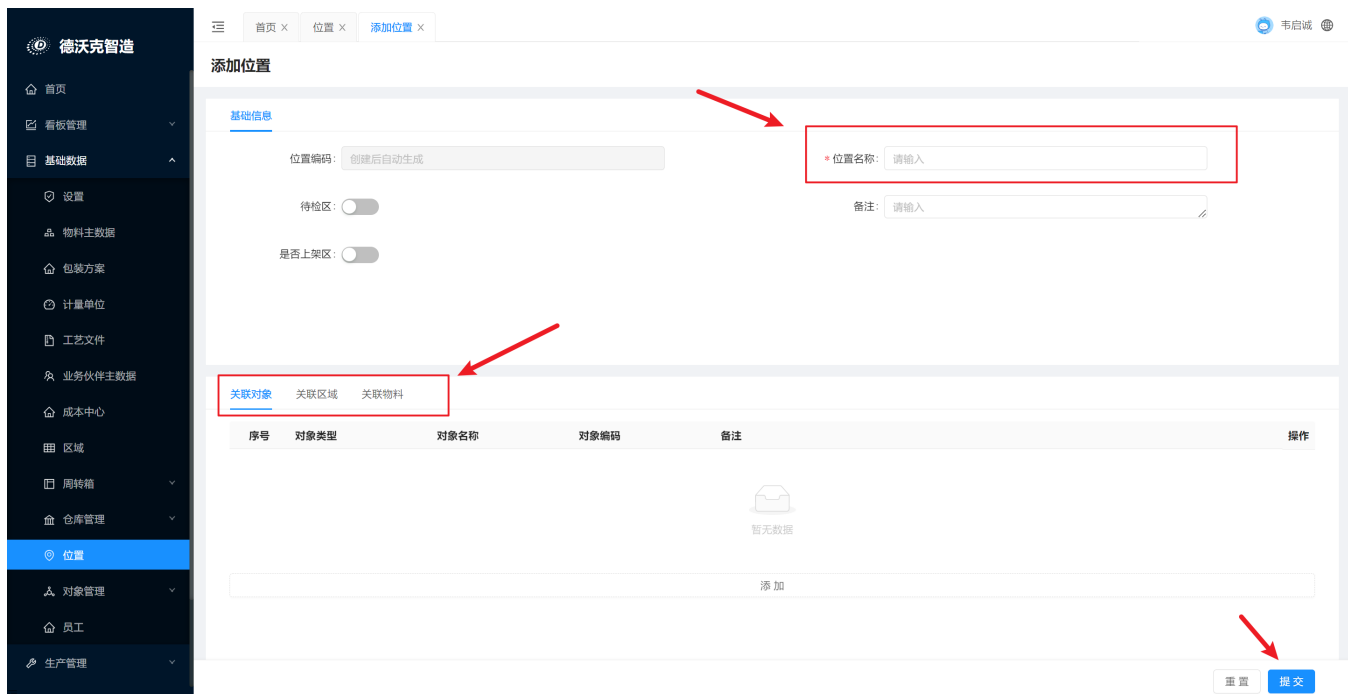 德沃克智造
首页
看板管理
基础数据
设置
物料主数据
包装方案
计量单位
工艺文件
业务伙伴主数据
成本中心
区域
周转箱
仓库管理
位置
对象管理
员工
生产管理
首页 位置 添加位置
韦启诚
添加位置
基础信息
位置编码: 创建后自动生成
* 位置名称: 请输入
待检区:
备注: 请输入
是否上架区:
关联对象 关联区域 关联物料
序号 对象类型 对象名称 对象编码 备注 操作
暂无数据
添加
重置 提交